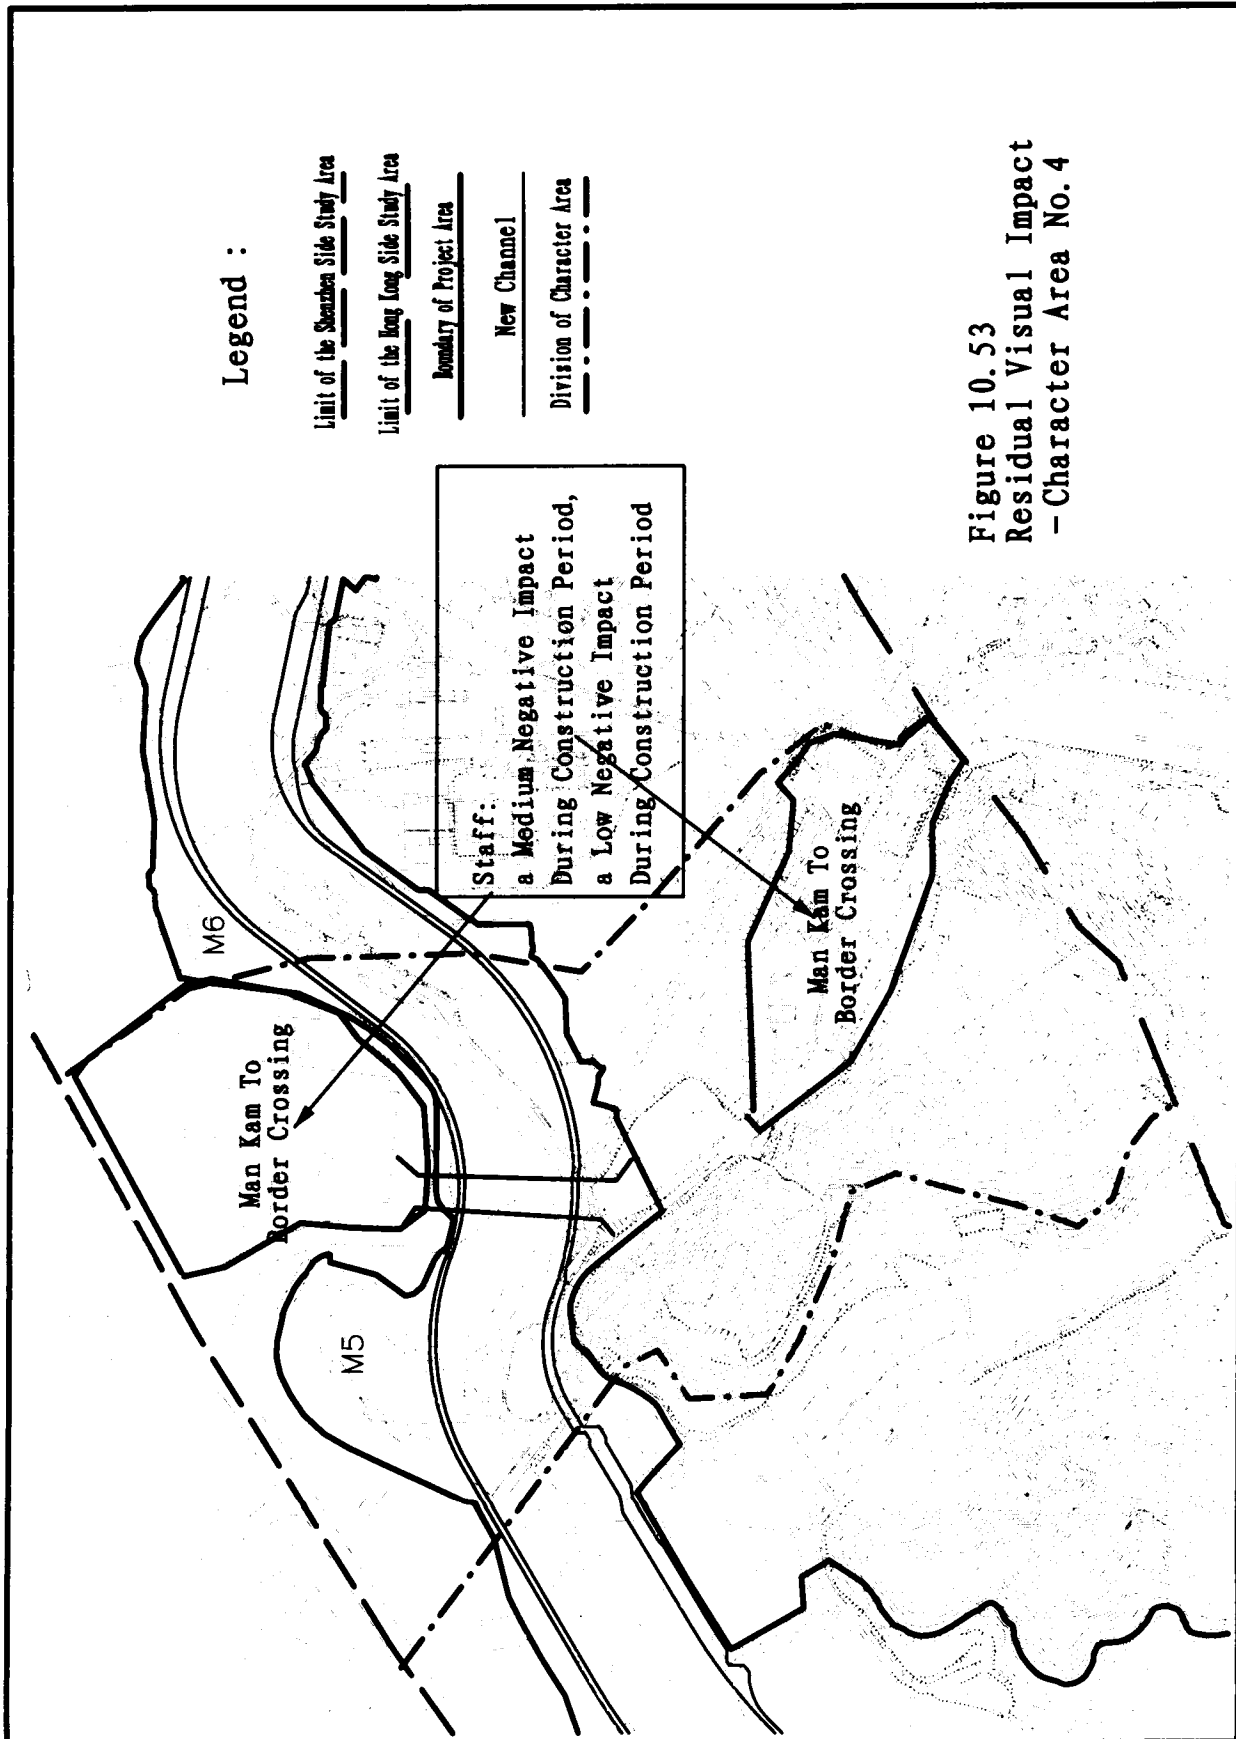 Legend :
Limit of the Shenzhen Side Study Area
Limit of the Hong Kong Side Study Area
Boundary of Project Area
New Channel
Division of Character Area
M6
Man Kam To
Border Crossing
M5
Staff:
a Medium Negative Impact
During Construction Period,
a Low Negative Impact
During Construction Period
Man Kam To
Border Crossing
Figure 10.53
Residual Visual Impact
- Character Area No.4